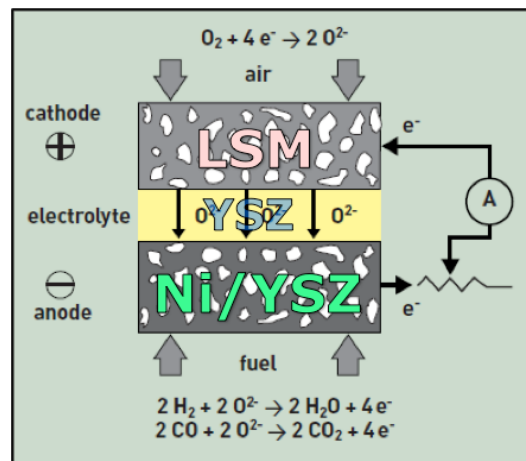 O₂ + 4 e⁻ → 2 O²⁻
air
cathode
e⁻
LSM
A
electrolyte
O²⁻ O²⁻ O²⁻
YSZ
Ni/YSZ
anode
e⁻
fuel
2 H₂ + 2 O²⁻ → 2 H₂O + 4 e⁻
2 CO + 2 O²⁻ → 2 CO₂ + 4 e⁻